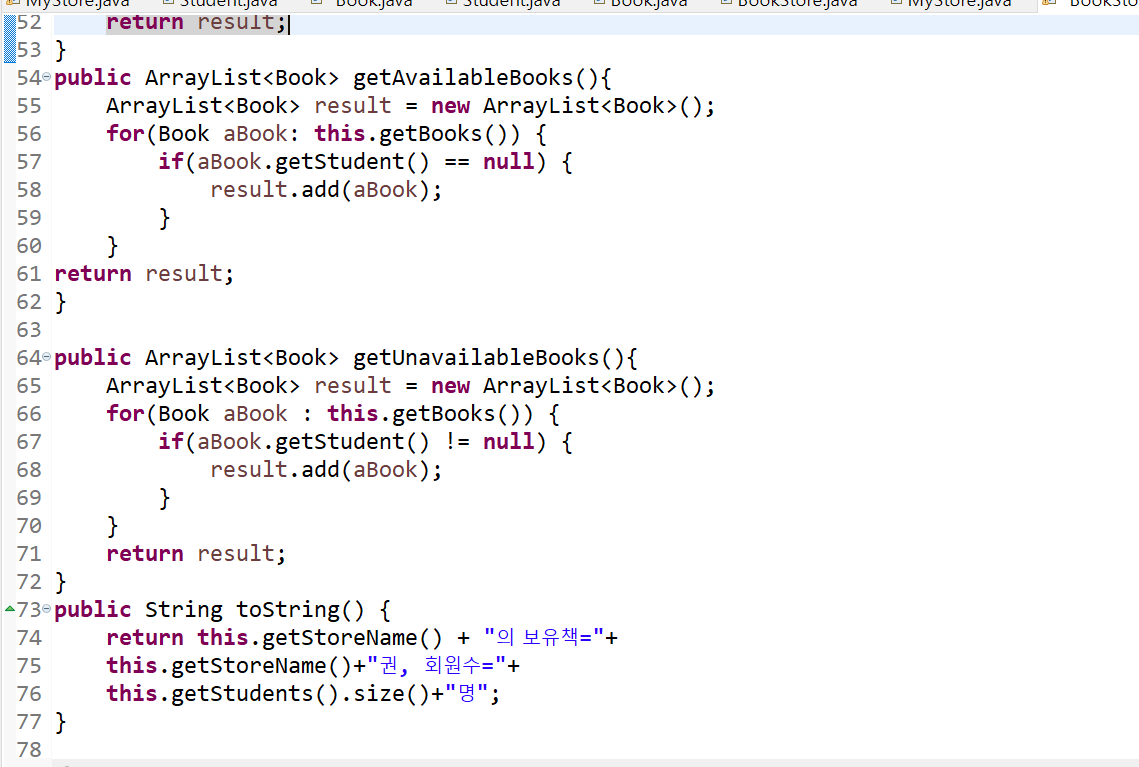 MyStore.java Student.java Book.java Student.java Book.java BookStore.java MyStore.java BookSto
52 return result;
53 }
54 public ArrayList<Book> getAvailableBooks(){
55 ArrayList<Book> result = new ArrayList<Book>();
56 for(Book aBook: this.getBooks()) {
57 if(aBook.getStudent() == null) {
58 result.add(aBook);
59 }
60 }
61 return result;
62 }
63
64 public ArrayList<Book> getUnavailableBooks(){
65 ArrayList<Book> result = new ArrayList<Book>();
66 for(Book aBook : this.getBooks()) {
67 if(aBook.getStudent() != null) {
68 result.add(aBook);
69 }
70 }
71 return result;
72 }
73 public String toString() {
74 return this.getStoreName() + "의 보유책="+
75 this.getStoreName()+"권, 회원수="+
76 this.getStudents().size()+"명";
77 }
78